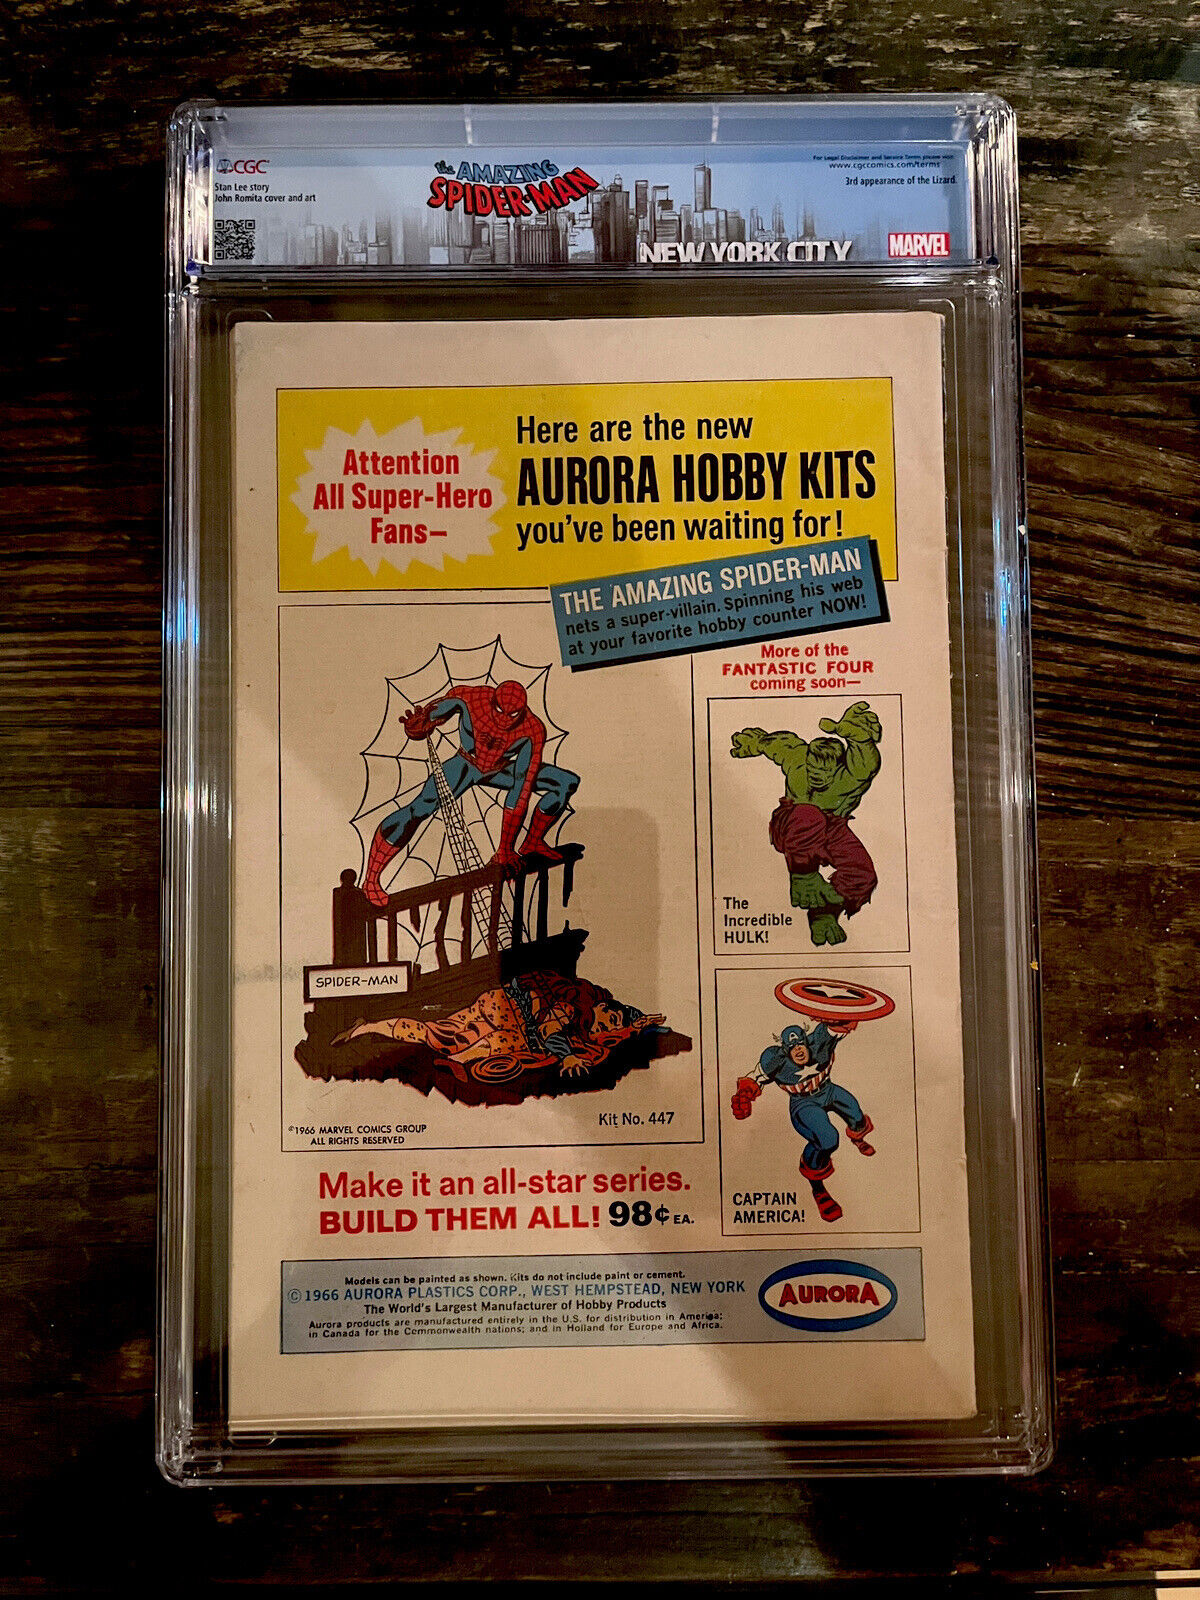 CGC
Stan Lee story
John Romita cover and art
the AMAZING
SPIDER-MAN
For Legal Disclaimer and Service Terms please visit
www.cgccomics.com/terms
3rd appearance of the Lizard.
NEW YORK CITY
MARVEL
Attention
All Super-Hero
Fans—
Here are the new
AURORA HOBBY KITS
you've been waiting for!
THE AMAZING SPIDER-MAN
nets a super-villain. Spinning his web
at your favorite hobby counter NOW!
More of the
FANTASTIC FOUR
coming soon—
The
Incredible
HULK!
SPIDER-MAN
©1966 MARVEL COMICS GROUP
ALL RIGHTS RESERVED
Kit No. 447
CAPTAIN
AMERICA!
Make it an all-star series.
BUILD THEM ALL! 98¢ EA.
Models can be painted as shown. Kits do not include paint or cement.
©1966 AURORA PLASTICS CORP., WEST HEMPSTEAD, NEW YORK
The World's Largest Manufacturer of Hobby Products
Aurora products are manufactured entirely in the U.S. for distribution in America;
in Canada for the Commonwealth nations; and in Holland for Europe and Africa.
AURORA